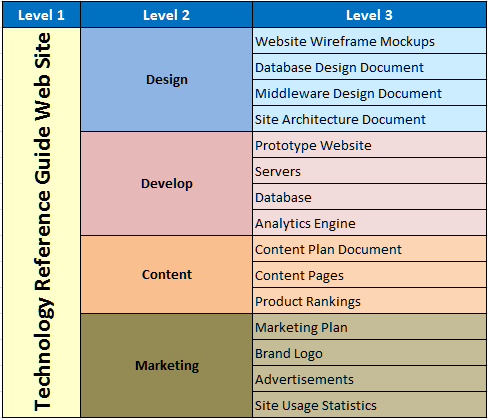 Level 1
Level 2
Level 3
Technology Reference Guide Web Site
Design
Website Wireframe Mockups
Database Design Document
Middleware Design Document
Site Architecture Document
Develop
Prototype Website
Servers
Database
Analytics Engine
Content
Content Plan Document
Content Pages
Product Rankings
Marketing
Marketing Plan
Brand Logo
Advertisements
Site Usage Statistics